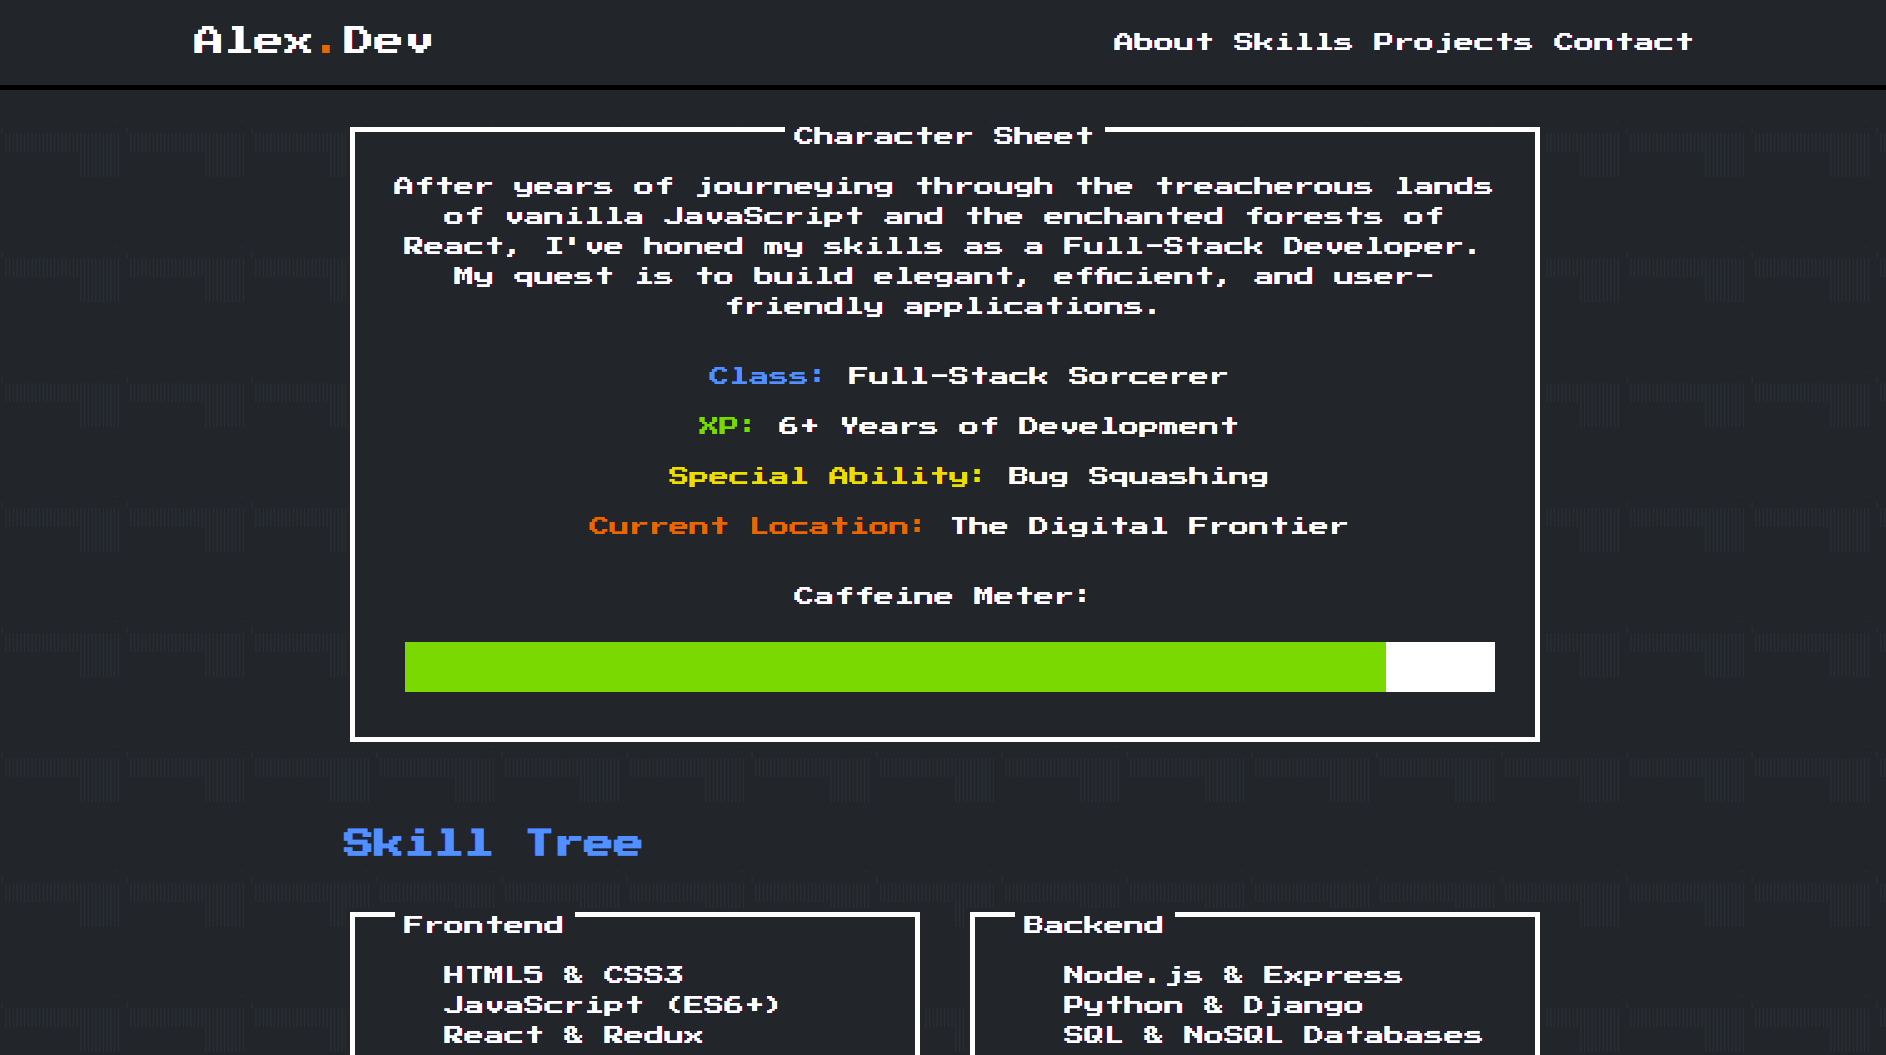 Alex.Dev
About Skills Projects Contact
Character Sheet
After years of journeying through the treacherous lands
of vanilla JavaScript and the enchanted forests of
React, I've honed my skills as a Full-Stack Developer.
My quest is to build elegant, efficient, and user-
friendly applications.
Class: Full-Stack Sorcerer
XP: 6+ Years of Development
Special Ability: Bug Squashing
Current Location: The Digital Frontier
Caffeine Meter:
Skill Tree
Frontend
HTML5 & CSS3
JavaScript (ES6+)
React & Redux
Backend
Node.js & Express
Python & Django
SQL & NoSQL Databases